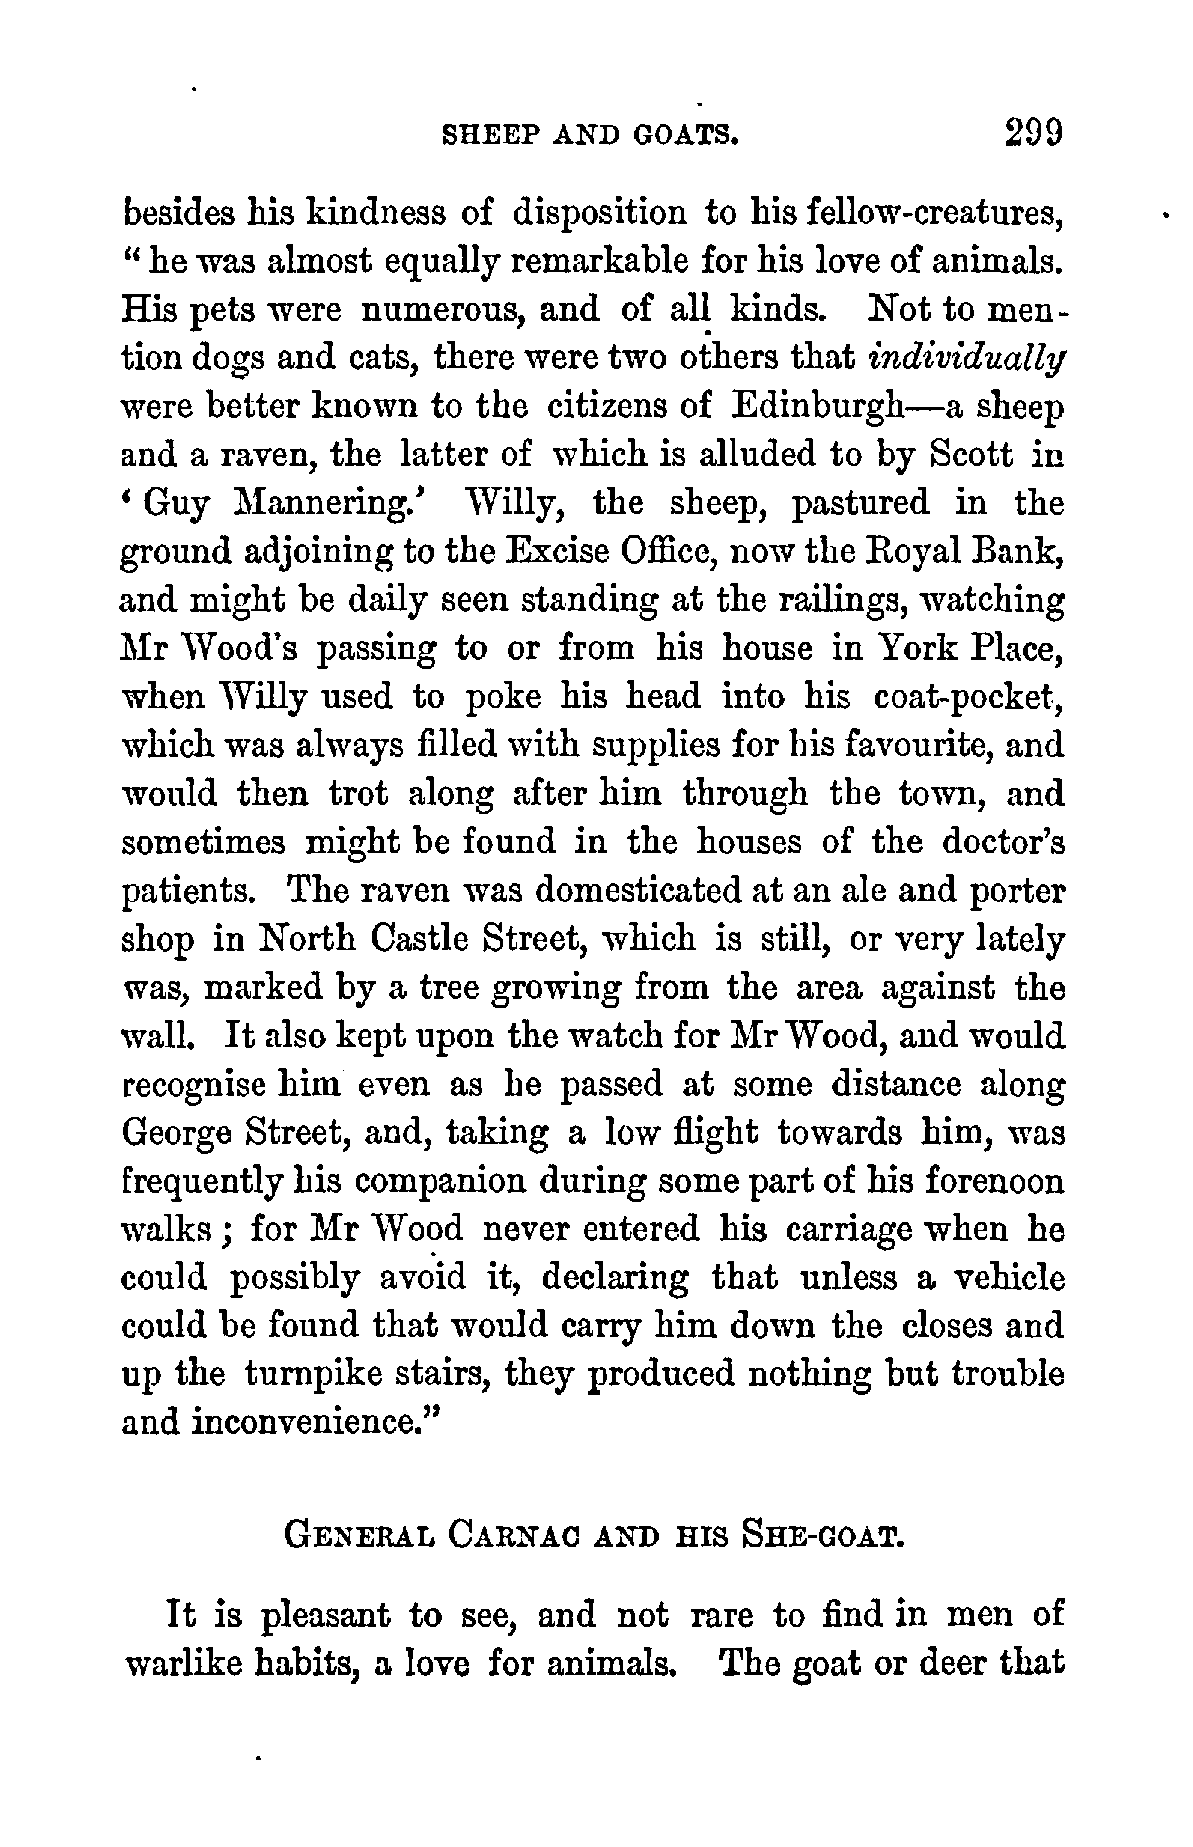 SHEEP AND GOATS. 299
besides his kindness of disposition to his fellow-creatures,
“ he was almost equally remarkable for his love of animals.
His pets were numerous, and of all kinds. Not to men-
tion dogs and cats, there were two others that individually
were better known to the citizens of Edinburgh—a sheep
and a raven, the latter of which is alluded to by Scott in
‘ Guy Mannering.’ Willy, the sheep, pastured in the
ground adjoining to the Excise Office, now the Royal Bank,
and might be daily seen standing at the railings, watching
Mr Wood's passing to or from his house in York Place,
when Willy used to poke his head into his coat-pocket,
which was always filled with supplies for his favourite, and
would then trot along after him through the town, and
sometimes might be found in the houses of the doctor’s
patients. The raven was domesticated at an ale and porter
shop in North Castle Street, which is still, or very lately
was, marked by a tree growing from the area against the
wall. It also kept upon the watch for Mr Wood, and would
recognise him even as he passed at some distance along
George Street, and, taking a low flight towards him, was
frequently his companion during some part of his forenoon
walks ; for Mr Wood never entered his carriage when he
could possibly avoid it, declaring that unless a vehicle
could be found that would carry him down the closes and
up the turnpike stairs, they produced nothing but trouble
and inconvenience.”
GENERAL CARNAC AND HIS SHE-GOAT.
It is pleasant to see, and not rare to find in men of
warlike habits, a love for animals. The goat or deer that